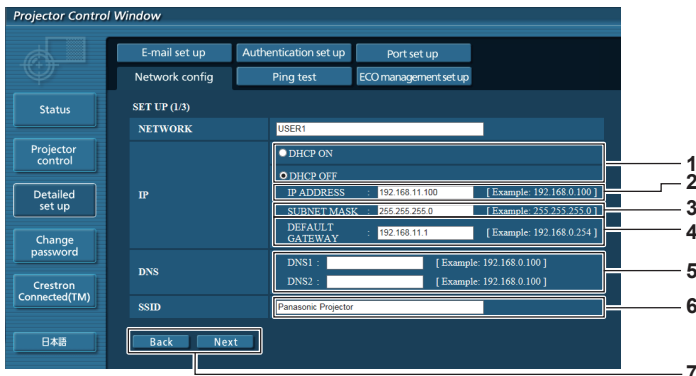 Projector Control Window
E-mail set up Authentication set up Port set up
Network config Ping test ECO management set up
Status
Projector control
Detailed set up
Change password
Crestron Connected(TM)
日本語
SET UP (1/3)
NETWORK USER1
IP
DHCP ON
DHCP OFF
IP ADDRESS : 192.168.11.100 [ Example: 192.168.0.100 ]
SUBNET MASK : 255.255.255.0 [ Example: 255.255.255.0 ]
DEFAULT GATEWAY : 192.168.11.1 [ Example: 192.168.0.254 ]
DNS
DNS1 : [ Example: 192.168.0.100 ]
DNS2 : [ Example: 192.168.0.100 ]
SSID Panasonic Projector
Back Next
1
2
3
4
5
6
7